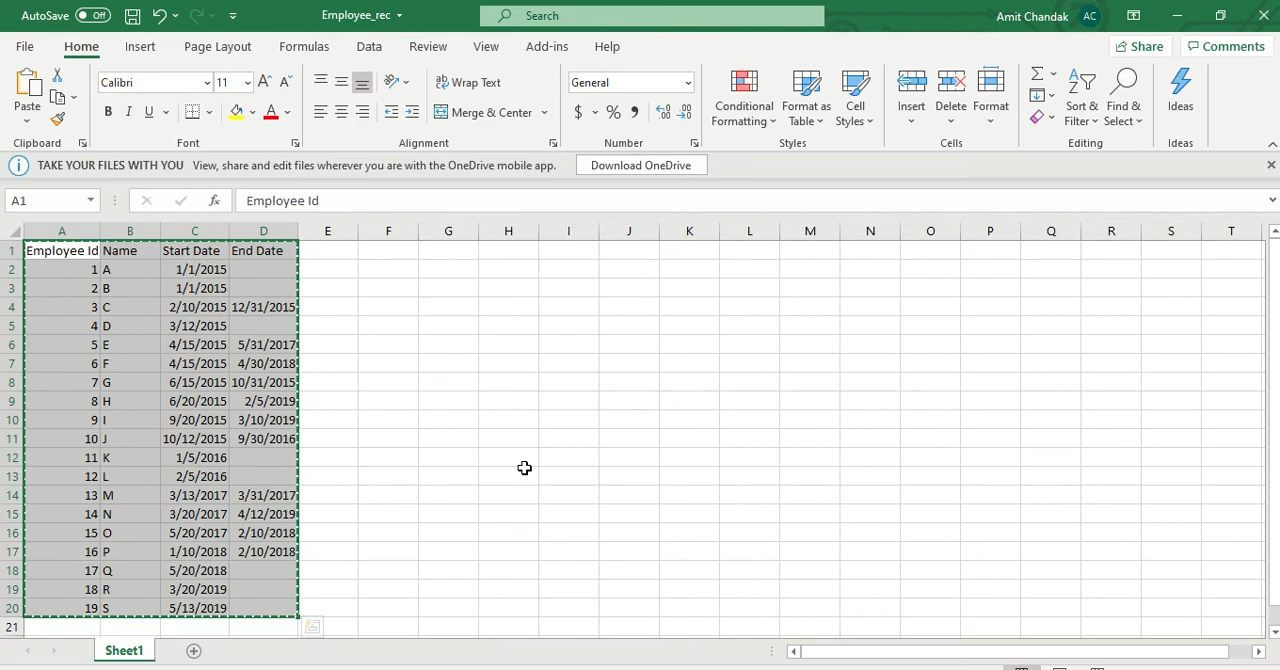 AutoSave Off Employee_rec Search Amit Chandak AC
File Home Insert Page Layout Formulas Data Review View Add-ins Help Share Comments
Calibri 11 A A ab Wrap Text General
Paste B I U A Merge & Center $ % , Conditional Formatting Format as Table Cell Styles Insert Delete Format Sort & Filter Find & Select Ideas
Clipboard Font Alignment Number Styles Cells Editing Ideas
TAKE YOUR FILES WITH YOU View, share and edit files wherever you are with the OneDrive mobile app. Download OneDrive
A1 fx Employee Id
A B C D E F G H I J K L M N O P Q R S T
1 Employee Id Name Start Date End Date
2 1 A 1/1/2015
3 2 B 1/1/2015
4 3 C 2/10/2015 12/31/2015
5 4 D 3/12/2015
6 5 E 4/15/2015 5/31/2017
7 6 F 4/15/2015 4/30/2018
8 7 G 6/15/2015 10/31/2015
9 8 H 6/20/2015 2/5/2019
10 9 I 9/20/2015 3/10/2019
11 10 J 10/12/2015 9/30/2016
12 11 K 1/5/2016
13 12 L 2/5/2016
14 13 M 3/13/2017 3/31/2017
15 14 N 3/20/2017 4/12/2019
16 15 O 5/20/2017 2/10/2018
17 16 P 1/10/2018 2/10/2018
18 17 Q 5/20/2018
19 18 R 3/20/2019
20 19 S 5/13/2019
21
Sheet1